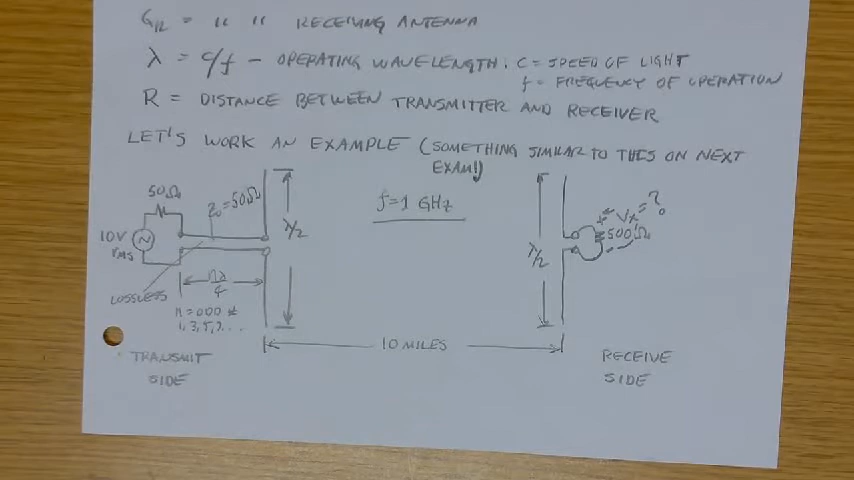 G_R = " " RECEIVING ANTENNA
λ = c/f - OPERATING WAVELENGTH. C = SPEED OF LIGHT
f = FREQUENCY OF OPERATION
R = DISTANCE BETWEEN TRANSMITTER AND RECEIVER
LET'S WORK AN EXAMPLE (SOMETHING SIMILAR TO THIS ON NEXT
EXAM!)
50Ω
Z₀=50Ω
f=1 GHz
10V
RMS
λ/2
λ/2
+ Vx = ? -
500Ω
nλ/4
LOSSLESS
n = ODD #
1,3,5,7...
10 MILES
TRANSMIT
SIDE
RECEIVE
SIDE